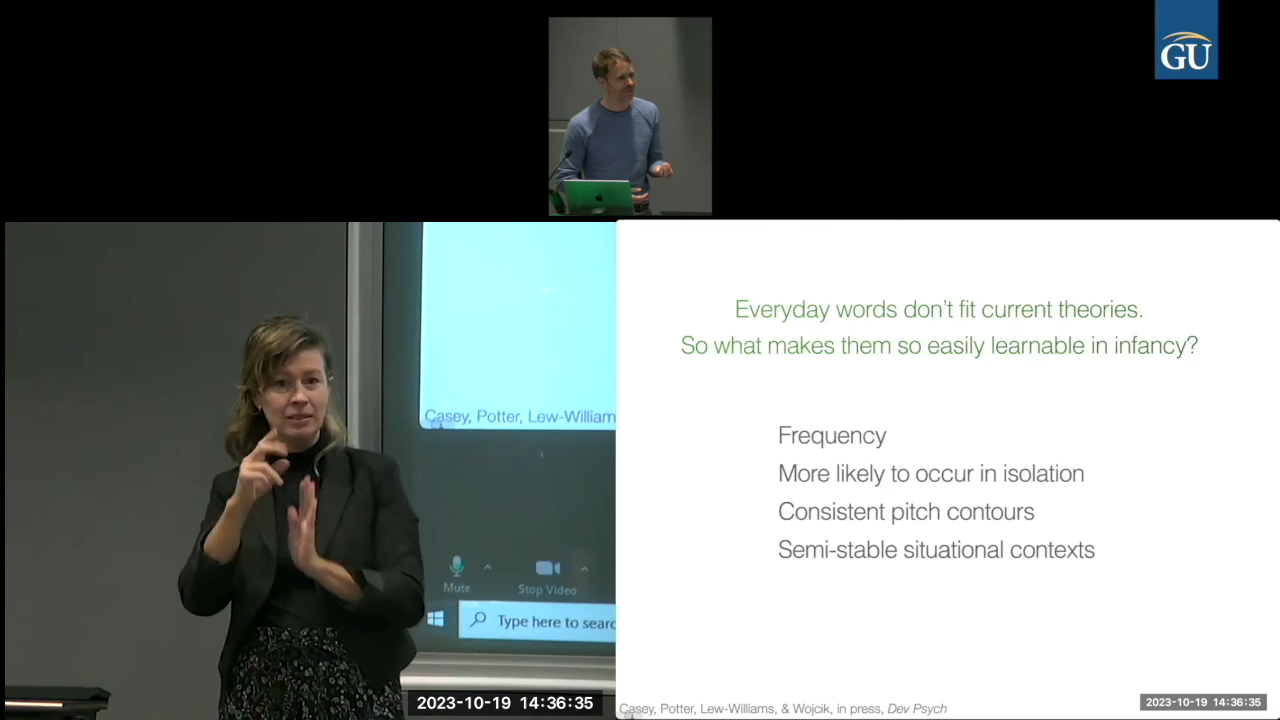 GU
Everyday words don't fit current theories.
So what makes them so easily learnable in infancy?
Casey, Potter, Lew-William
Frequency
More likely to occur in isolation
Consistent pitch contours
Semi-stable situational contexts
Mute
Stop Video
Type here to searc
2023-10-19 14:36:35
Casey, Potter, Lew-Williams, & Wojcik, in press, Dev Psych
2023-10-19 14:36:35